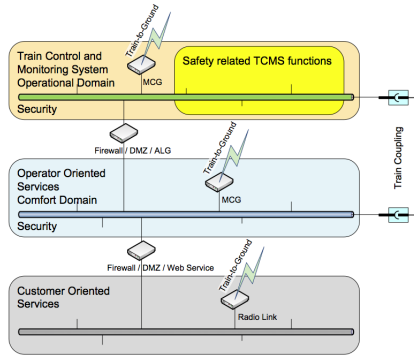 Train-to-Ground
Train Control and
Monitoring System
Operational Domain
MCG
Safety related TCMS functions
Security
Firewall / DMZ / ALG
Train-to-Ground
Operator Oriented
Services
Comfort Domain
MCG
Security
Train Coupling
Firewall / DMZ / Web Service
Train-to-Ground
Customer Oriented
Services
Radio Link